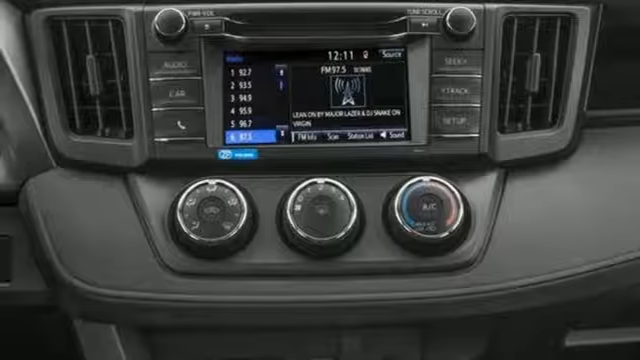 PWR·VOL
TUNE·SCROLL
AUDIO
CAR
SEEK
TRACK
SETUP
12:11
Source
FM 97.5
1 92.7
2 93.5
3 94.9
4 95.9
5 96.7
6 97.5
LEAN ON BY MAJOR LAZER & DJ SNAKE ON
VIRGIN
FM Info Scan Station List Sound
A/C